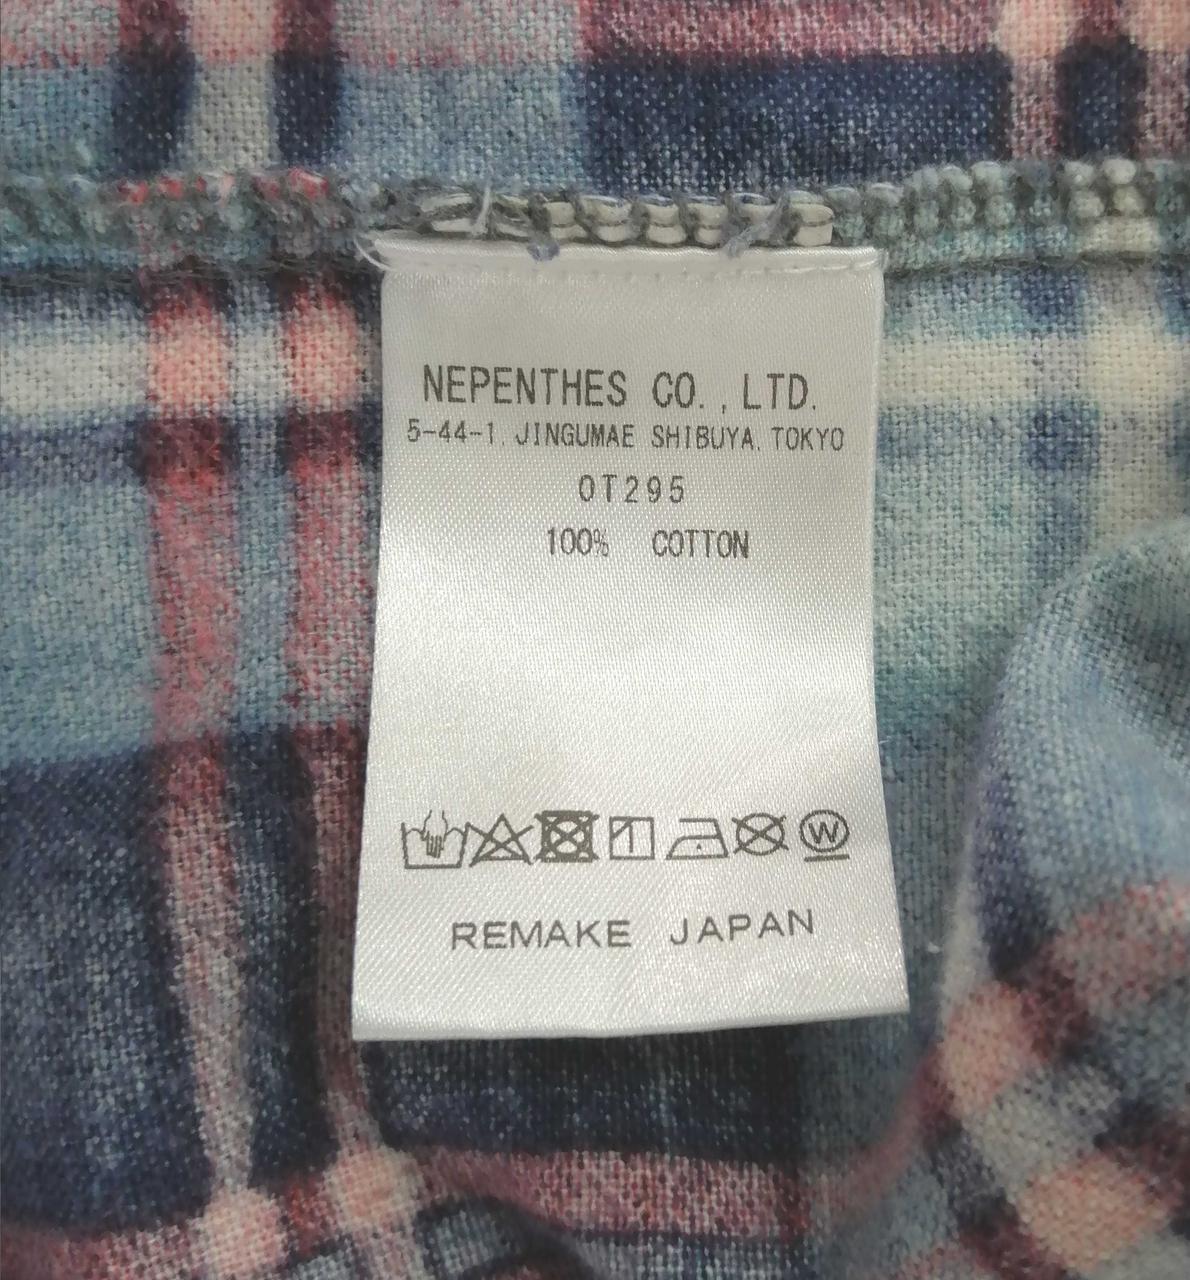 NEPENTHES CO., LTD.
5-44-1, JINGUMAE SHIBUYA, TOKYO
OT295
100% COTTON
W
REMAKE JAPAN